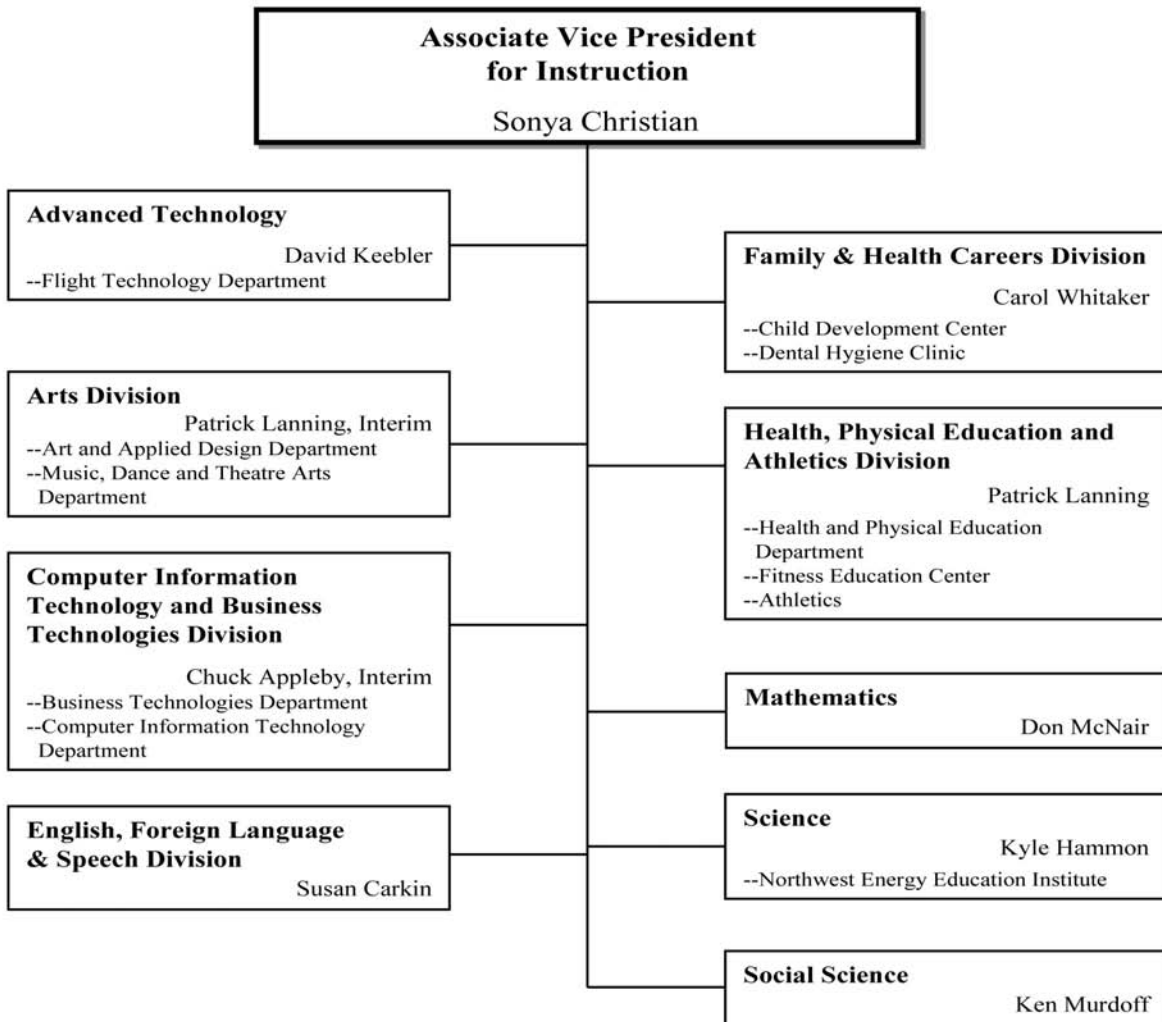 Associate Vice President
for Instruction
Sonya Christian
Advanced Technology
David Keebler
--Flight Technology Department
Arts Division
Patrick Lanning, Interim
--Art and Applied Design Department
--Music, Dance and Theatre Arts
Department
Computer Information
Technology and Business
Technologies Division
Chuck Appleby, Interim
--Business Technologies Department
--Computer Information Technology
Department
English, Foreign Language
& Speech Division
Susan Carkin
Family & Health Careers Division
Carol Whitaker
--Child Development Center
--Dental Hygiene Clinic
Health, Physical Education and
Athletics Division
Patrick Lanning
--Health and Physical Education
Department
--Fitness Education Center
--Athletics
Mathematics
Don McNair
Science
Kyle Hammon
--Northwest Energy Education Institute
Social Science
Ken Murdoff